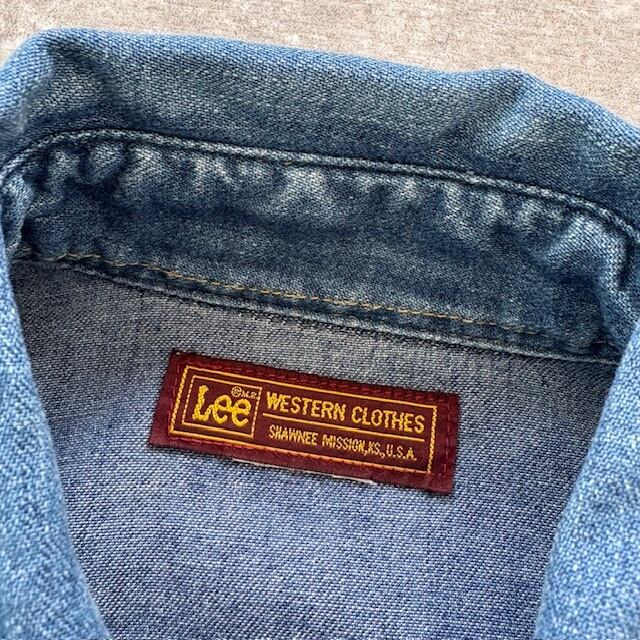 Lee ® M.R.
WESTERN CLOTHES
SHAWNEE MISSION, KS., U.S.A.